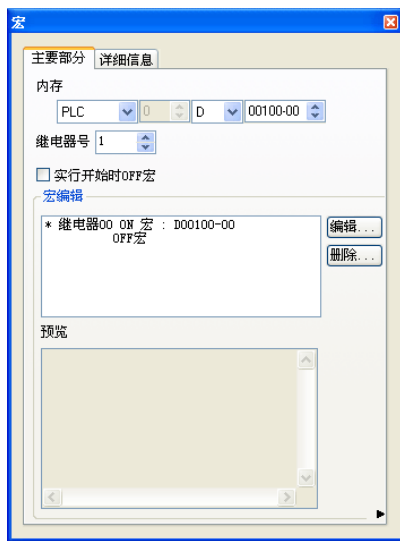 宏
主要部分 详细信息
内存
PLC 0 D 00100-00
继电器号 1
实行开始时OFF宏
宏编辑
* 继电器00 ON 宏 : D00100-00
OFF宏
编辑...
删除...
预览